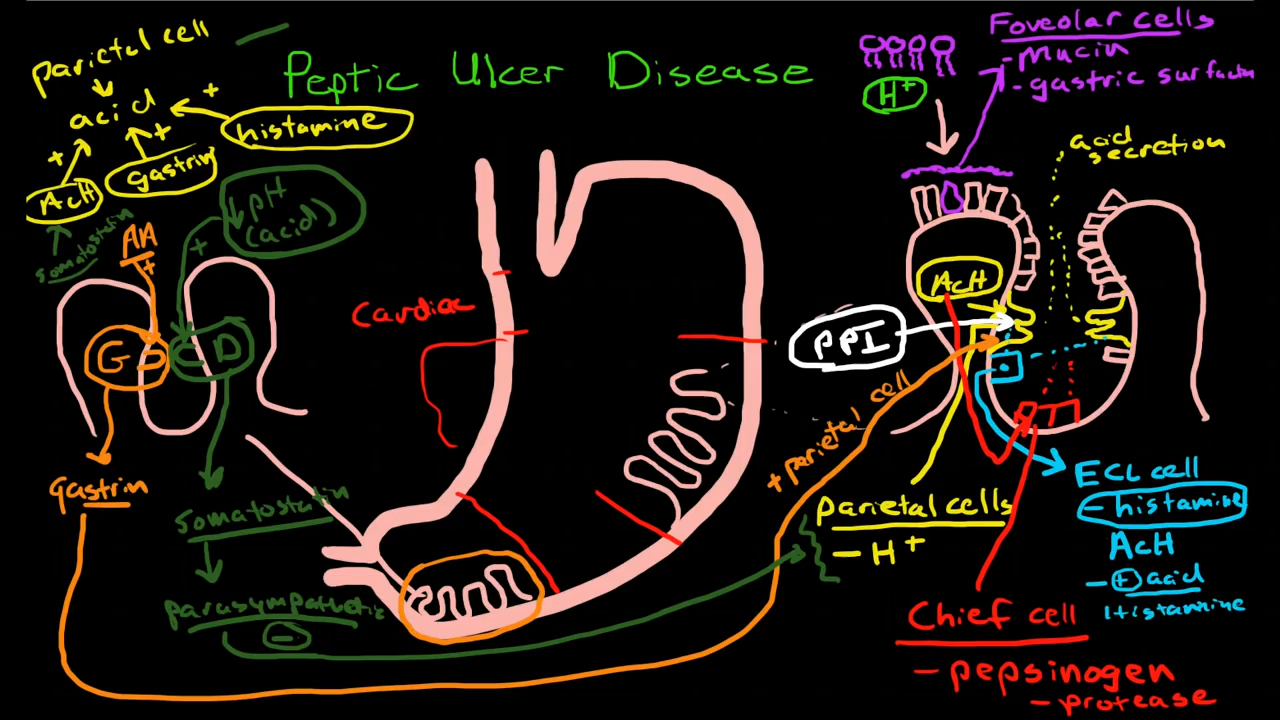 Peptic Ulcer Disease
parietal cell
acid
+
histamine
+
+
AcH
gastrin
somatostatin
pH
(acid)
+
AA
+
G
D
gastrin
somatostatin
parasympathetic
-
Cardiac
Foveolar cells
- Mucin
- gastric surfactan
H+
acid
secretion
AcH
PPI
+ parietal cell
Parietal cells
- H+
ECL cell
- histamine
AcH
- + acid
Histamine
Chief cell
- pepsinogen
- protease